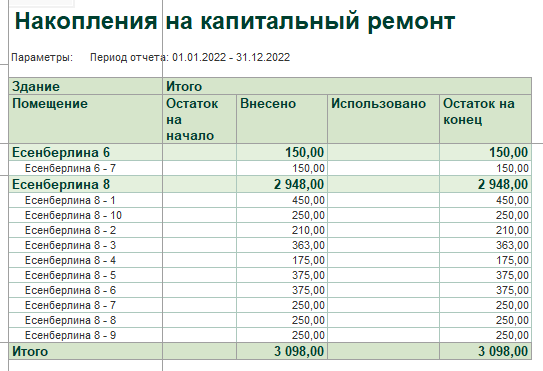 Накопления на капитальный ремонт
Параметры: Период отчета: 01.01.2022 - 31.12.2022
Здание Итого
Помещение Остаток на начало Внесено Использовано Остаток на конец
Есенберлина 6 150,00 150,00
Есенберлина 6 - 7 150,00 150,00
Есенберлина 8 2 948,00 2 948,00
Есенберлина 8 - 1 450,00 450,00
Есенберлина 8 - 10 250,00 250,00
Есенберлина 8 - 2 210,00 210,00
Есенберлина 8 - 3 363,00 363,00
Есенберлина 8 - 4 175,00 175,00
Есенберлина 8 - 5 375,00 375,00
Есенберлина 8 - 6 375,00 375,00
Есенберлина 8 - 7 250,00 250,00
Есенберлина 8 - 8 250,00 250,00
Есенберлина 8 - 9 250,00 250,00
Итого 3 098,00 3 098,00